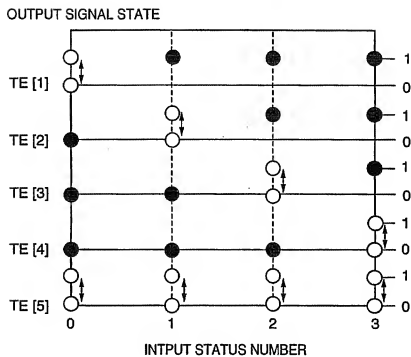 OUTPUT SIGNAL STATE
1
TE [1] 0
1
TE [2] 0
1
TE [3] 0
1
TE [4] 0
1
TE [5] 0
0 1 2 3
INTPUT STATUS NUMBER